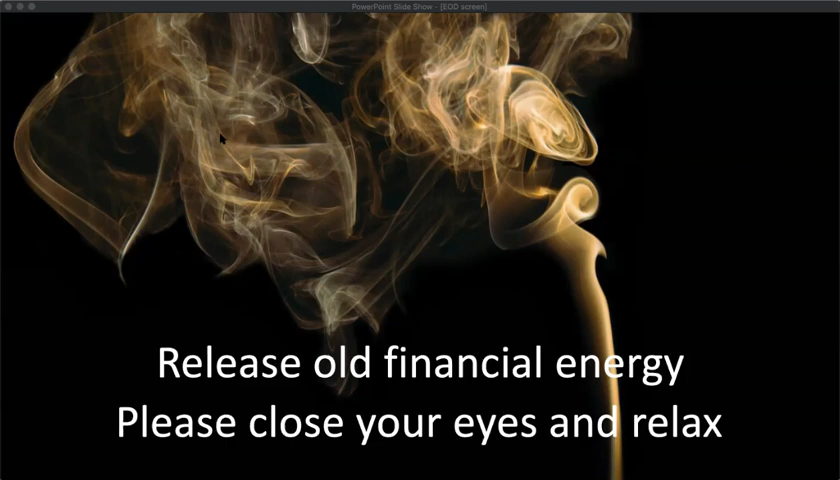 PowerPoint Slide Show - [EOD screen]
Release old financial energy
Please close your eyes and relax